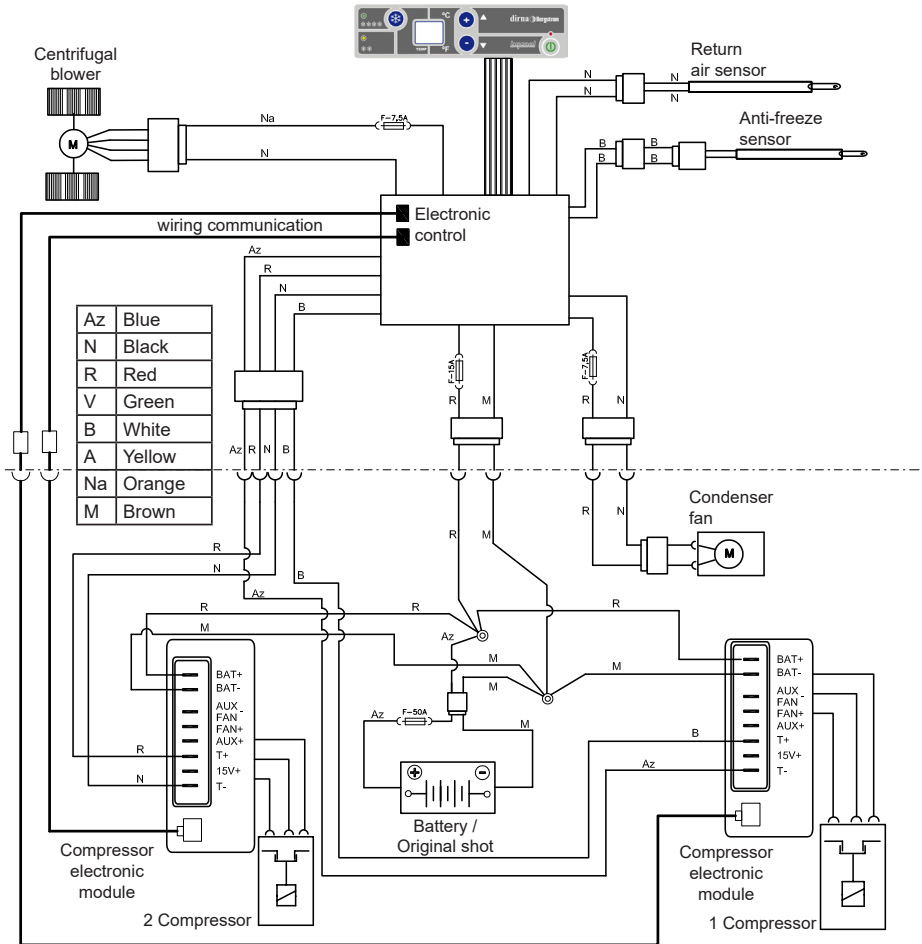 °C
dirna Bergstrom
TEMP
°F
Centrifugal
blower
M
Na
F-7,5A
N
N
N
N
N
Return
air sensor
B
B
B
B
Anti-freeze
sensor
Electronic
control
wiring communication
Az
R
N
B
Az Blue
N Black
R Red
V Green
B White
A Yellow
Na Orange
M Brown
F-15A
R M
F-7,5A
R N
Az R N B
R M
R N
Condenser
fan
M
R
N
B
Az
R R R
M
Az
M M
M
Az F-50A M
+ -
Battery /
Original shot
BAT+
BAT-
AUX
FAN -
FAN+
AUX+
T+
15V+
T-
R
N
Compressor
electronic
module
2 Compressor
BAT+
BAT-
AUX
FAN -
FAN+
AUX+
T+
15V+
T-
B
Az
Compressor
electronic
module
1 Compressor